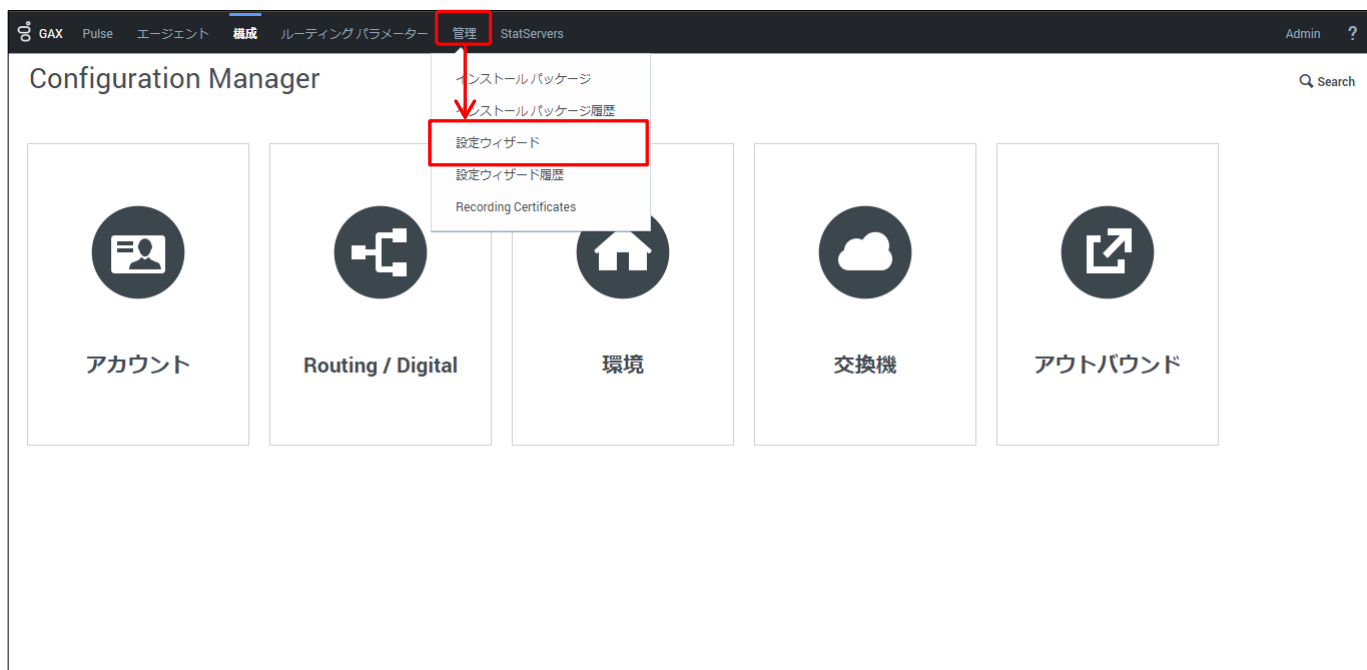 GAX Pulse エージェント 構成 ルーティング パラメーター 管理 StatServers Admin ?
Configuration Manager
Search
インストール パッケージ
インストール パッケージ履歴
設定ウィザード
設定ウィザード履歴
Recording Certificates
アカウント
Routing / Digital
環境
交換機
アウトバウンド